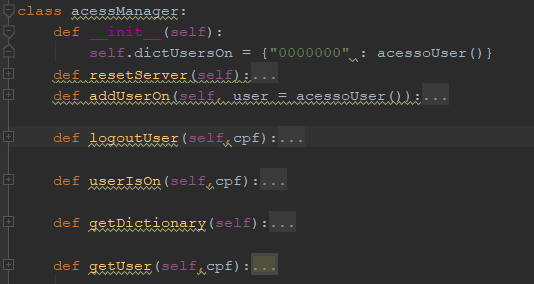 class acessManager:
def __init__(self):
self.dictUsersOn = {"0000000" : acessoUser()}
def resetServer(self):...
def addUserOn(self, user = acessoUser()):...
def logoutUser(self,cpf):...
def userIsOn(self,cpf):...
def getDictionary(self):...
def getUser(self,cpf):...